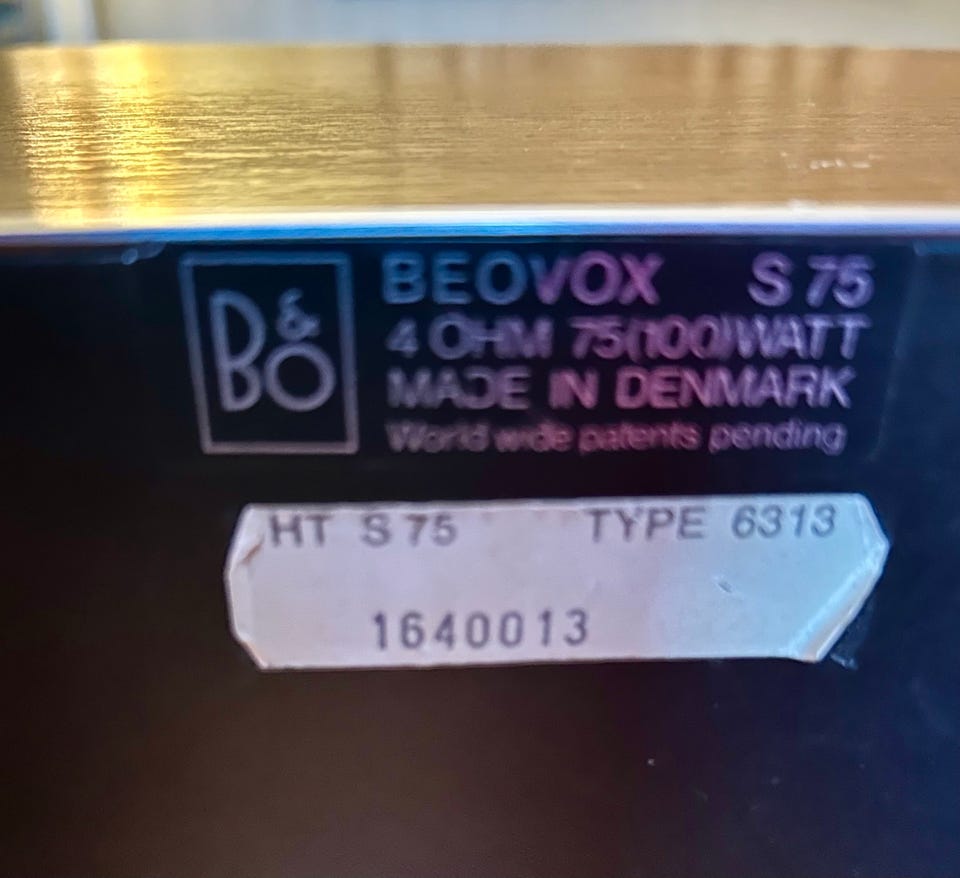 B&O
BEOVOX S 75
4 OHM 75(100)WATT
MADE IN DENMARK
World wide patents pending
HT S 75 TYPE 6313
1640013